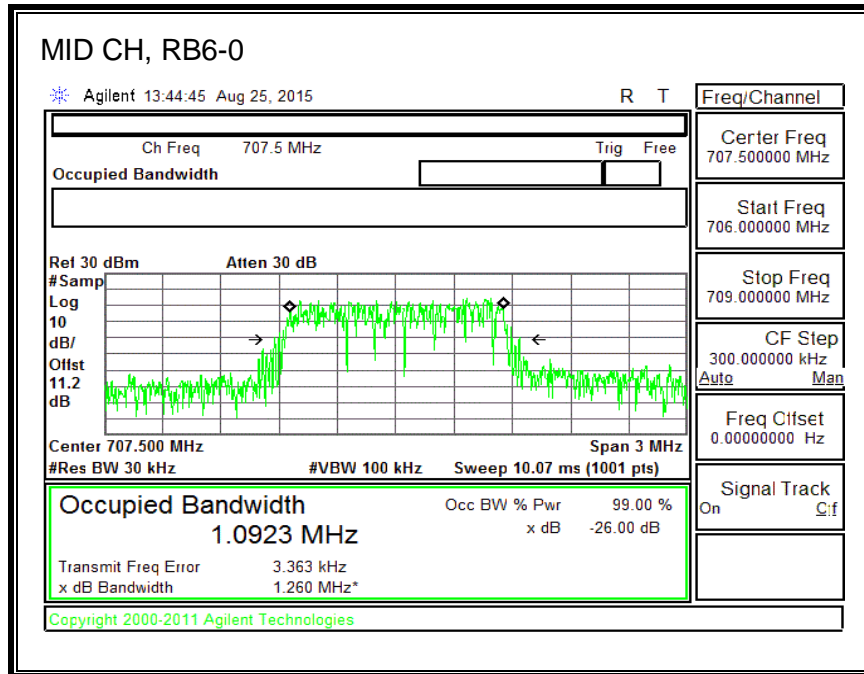 MID CH, RB6-0
Agilent 13:44:45 Aug 25, 2015 R T
Freq/Channel
Ch Freq 707.5 MHz Trig Free
Occupied Bandwidth
Center Freq
707.500000 MHz
Start Freq
706.000000 MHz
Stop Freq
709.000000 MHz
CF Step
300.000000 kHz
Auto Man
Freq Offset
0.00000000 Hz
Signal Track
On Off
Ref 30 dBm Atten 30 dB
#Samp
Log
10
dB/
Offst
11.2
dB
Center 707.500 MHz Span 3 MHz
#Res BW 30 kHz #VBW 100 kHz Sweep 10.07 ms (1001 pts)
Occupied Bandwidth
1.0923 MHz
Occ BW % Pwr 99.00 %
x dB -26.00 dB
Transmit Freq Error 3.363 kHz
x dB Bandwidth 1.260 MHz*
Copyright 2000-2011 Agilent Technologies